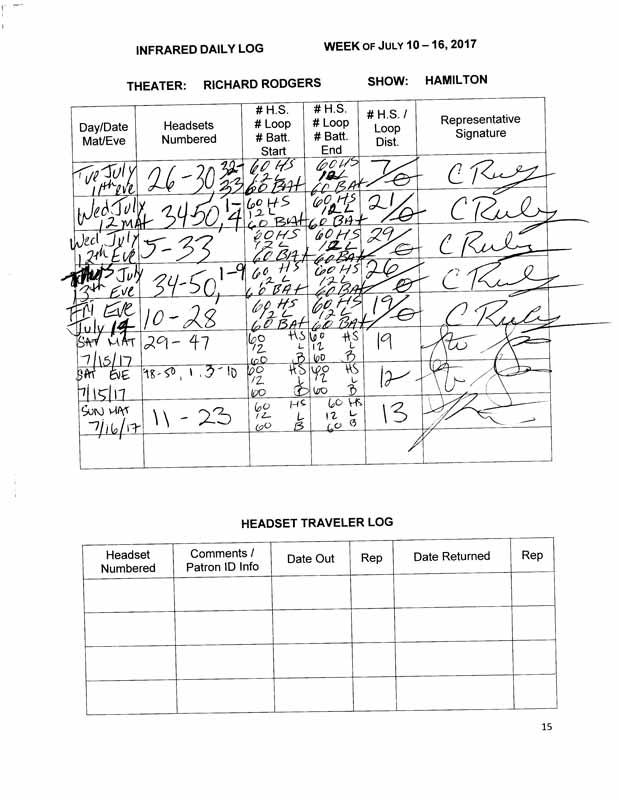 INFRARED DAILY LOG WEEK OF JULY 10 – 16, 2017
THEATER: RICHARD RODGERS SHOW: HAMILTON
Day/Date Mat/Eve
Headsets Numbered
# H.S. # Loop # Batt. Start
# H.S. # Loop # Batt. End
# H.S. / Loop Dist.
Representative Signature
Tue July 11th eve 26-30, 32-33 60 HS 12 L 60 BAT 60 HS 12 L 60 BAT 7/0 C Ruly
Wed July 12 MAT 34-50, 1-4 60 HS 12 L 60 BAT 60 HS 12 L 60 BAT 21/0 C Ruly
Wed July 12th Eve 5-33 60 HS 12 L 60 BAT 60 HS 12 L 60 BAT 29/0 C Ruly
Thurs July 13th Eve 34-50, 1-9 60 HS 12 L 60 BAT 60 HS 12 L 60 BAT 26/0 C Ruly
Fri Eve July 14 10-28 60 HS 12 L 60 BAT 60 HS 12 L 60 BAT 19/0 C Ruly
SAT MAT 7/15/17 29-47 60 HS 12 L 60 B 60 HS 12 L 60 B 19
SAT EVE 7/15/17 48-50, 1, 3-10 60 HS 12 L 60 B 60 HS 12 L 60 B 12
SUN MAT 7/16/17 11-23 60 HS 12 L 60 B 60 HS 12 L 60 B 13
HEADSET TRAVELER LOG
Headset Numbered
Comments / Patron ID Info
Date Out
Rep
Date Returned
Rep
15